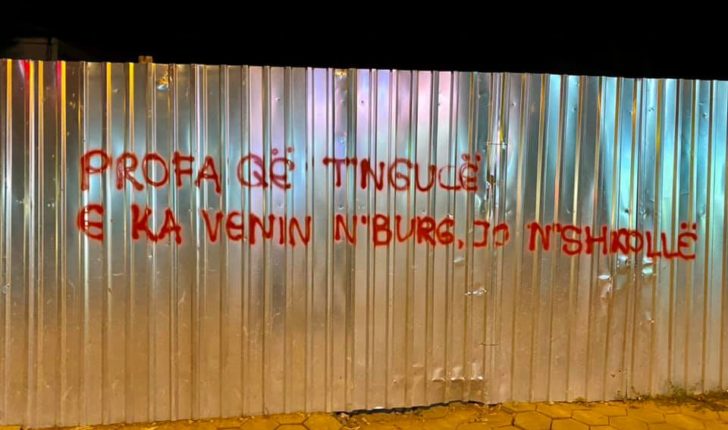 PROFA QË T'NGUCË
E KA VENIN N'BURG, JO N'SHKOLLË